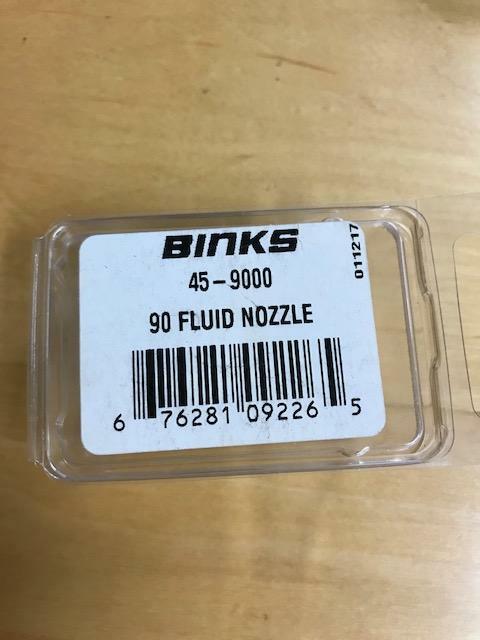 BINKS
45-9000
90 FLUID NOZZLE
6 76281 09226 5
011217